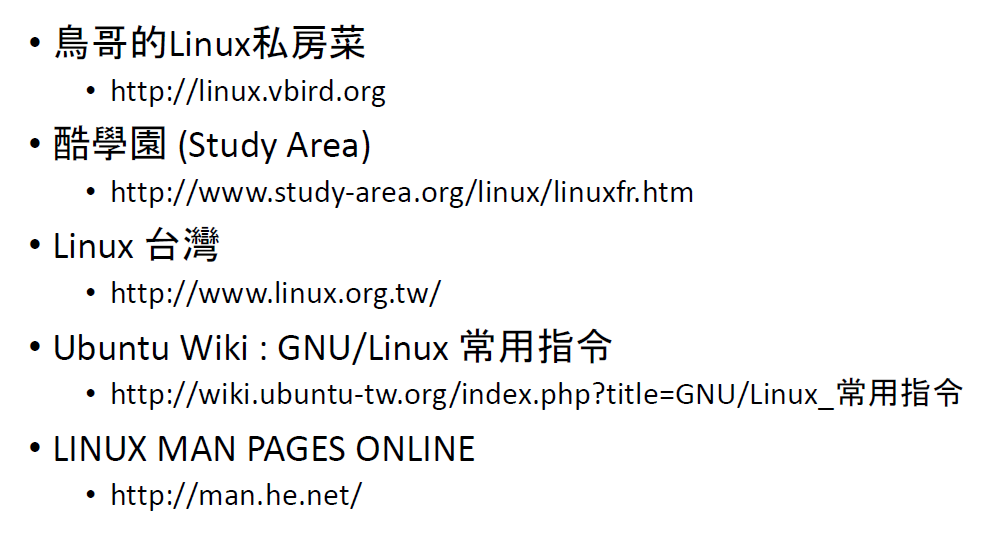 • 鳥哥的Linux私房菜
• http://linux.vbird.org
• 酷學園 (Study Area)
• http://www.study-area.org/linux/linuxfr.htm
• Linux 台灣
• http://www.linux.org.tw/
• Ubuntu Wiki : GNU/Linux 常用指令
• http://wiki.ubuntu-tw.org/index.php?title=GNU/Linux_常用指令
• LINUX MAN PAGES ONLINE
• http://man.he.net/